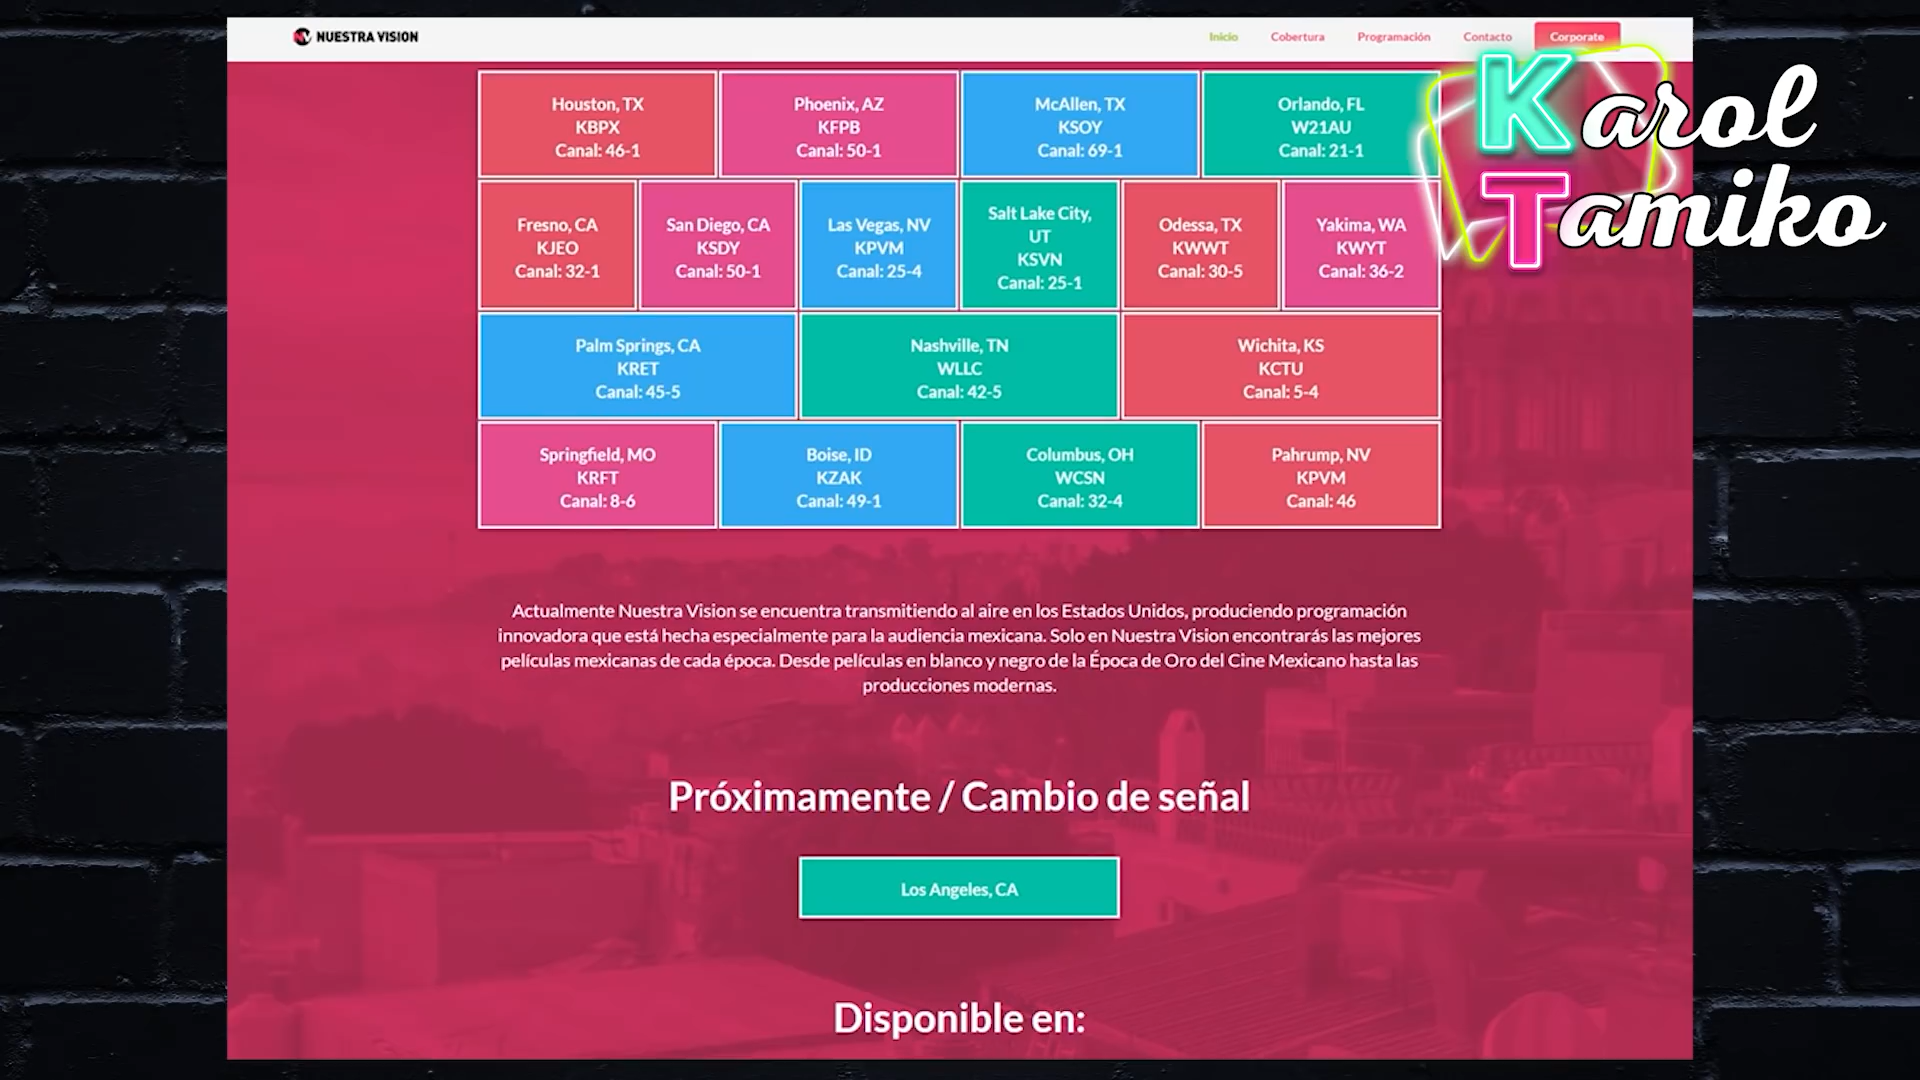 NUESTRA VISION
Inicio
Cobertura
Programación
Contacto
Corporate
Karol
Tamiko
Houston, TX
KBPX
Canal: 46-1
Phoenix, AZ
KFPB
Canal: 50-1
McAllen, TX
KSOY
Canal: 69-1
Orlando, FL
W21AU
Canal: 21-1
Fresno, CA
KJEO
Canal: 32-1
San Diego, CA
KSDY
Canal: 50-1
Las Vegas, NV
KPVM
Canal: 25-4
Salt Lake City,
UT
KSVN
Canal: 25-1
Odessa, TX
KWWT
Canal: 30-5
Yakima, WA
KWYT
Canal: 36-2
Palm Springs, CA
KRET
Canal: 45-5
Nashville, TN
WLLC
Canal: 42-5
Wichita, KS
KCTU
Canal: 5-4
Springfield, MO
KRFT
Canal: 8-6
Boise, ID
KZAK
Canal: 49-1
Columbus, OH
WCSN
Canal: 32-4
Pahrump, NV
KPVM
Canal: 46
Actualmente Nuestra Vision se encuentra transmitiendo al aire en los Estados Unidos, produciendo programación
innovadora que está hecha especialmente para la audiencia mexicana. Solo en Nuestra Vision encontrarás las mejores
películas mexicanas de cada época. Desde películas en blanco y negro de la Época de Oro del Cine Mexicano hasta las
producciones modernas.
Próximamente / Cambio de señal
Los Angeles, CA
Disponible en: